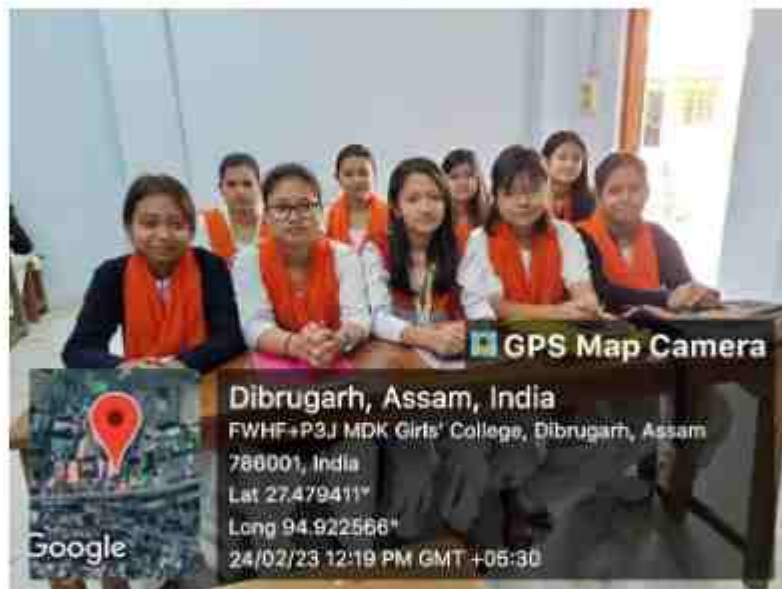 GPS Map Camera
Dibrugarh, Assam, India
FWHF+P3J MDK Girls' College, Dibrugarh, Assam
786001, India
Lat 27.479411°
Long 94.922566°
24/02/23 12:19 PM GMT +05:30
Google